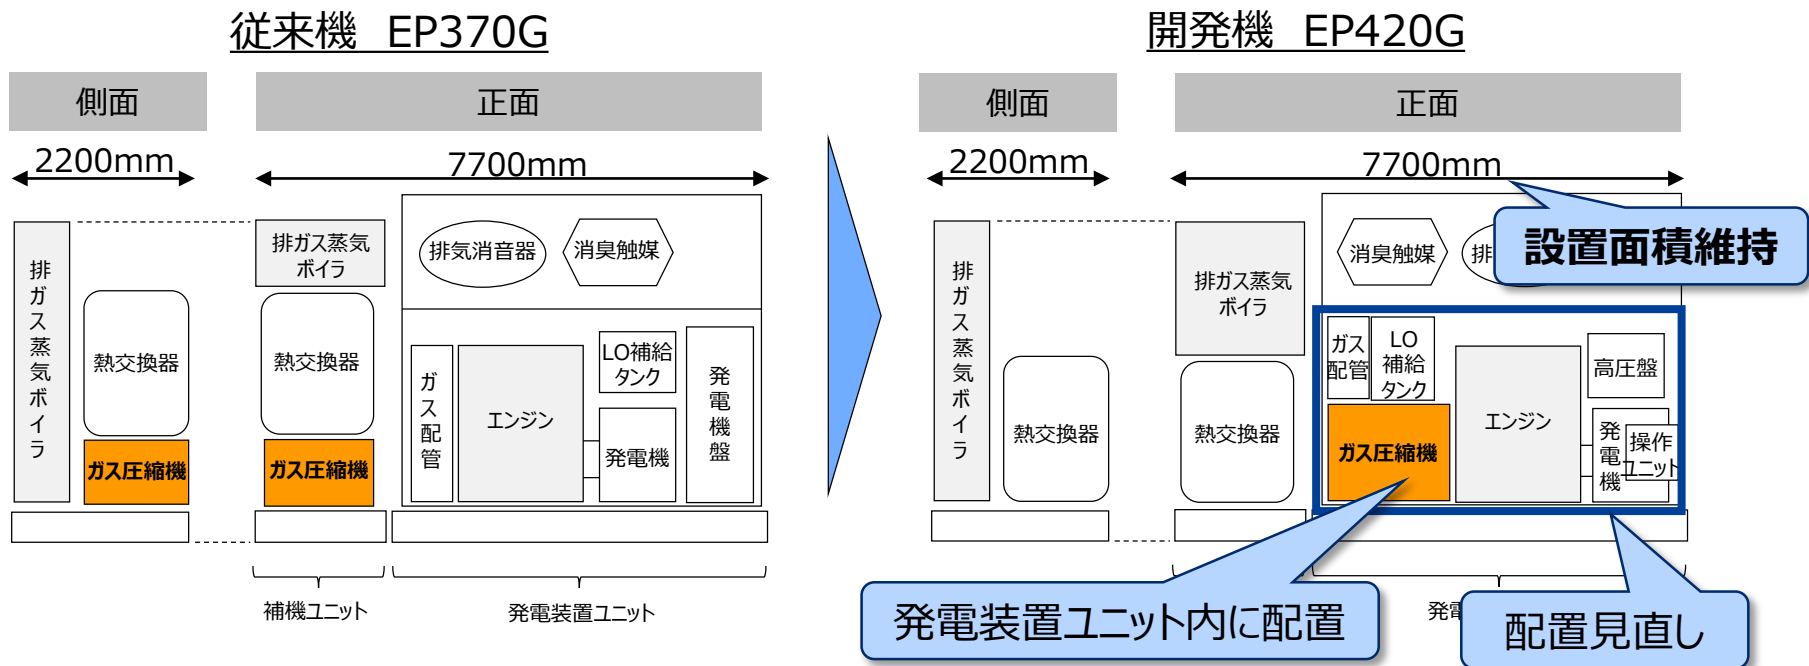 従来機 EP370G
側面
正面
2200mm
7700mm
排ガス蒸気ボイラ
熱交換器
ガス圧縮機
排ガス蒸気
ボイラ
熱交換器
ガス圧縮機
排気消音器
消臭触媒
ガス配管
エンジン
LO補給
タンク
発電機
発電機盤
補機ユニット
発電装置ユニット
開発機 EP420G
側面
正面
2200mm
7700mm
設置面積維持
排ガス蒸気ボイラ
熱交換器
排ガス蒸気
ボイラ
熱交換器
消臭触媒
排
ガス
配管
LO
補給
タンク
ガス圧縮機
エンジン
高圧盤
発電機
操作
ユニット
発電装置ユニット内に配置
発電
配置見直し